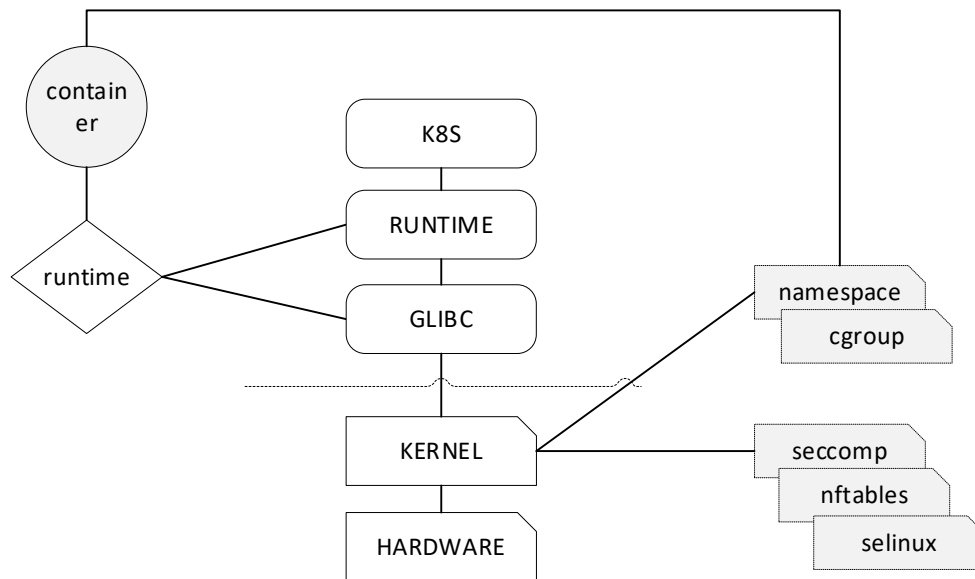 contain
er
K8S
RUNTIME
runtime
namespace
GLIBC
cgroup
KERNEL
seccomp
nftables
HARDWARE
selinux